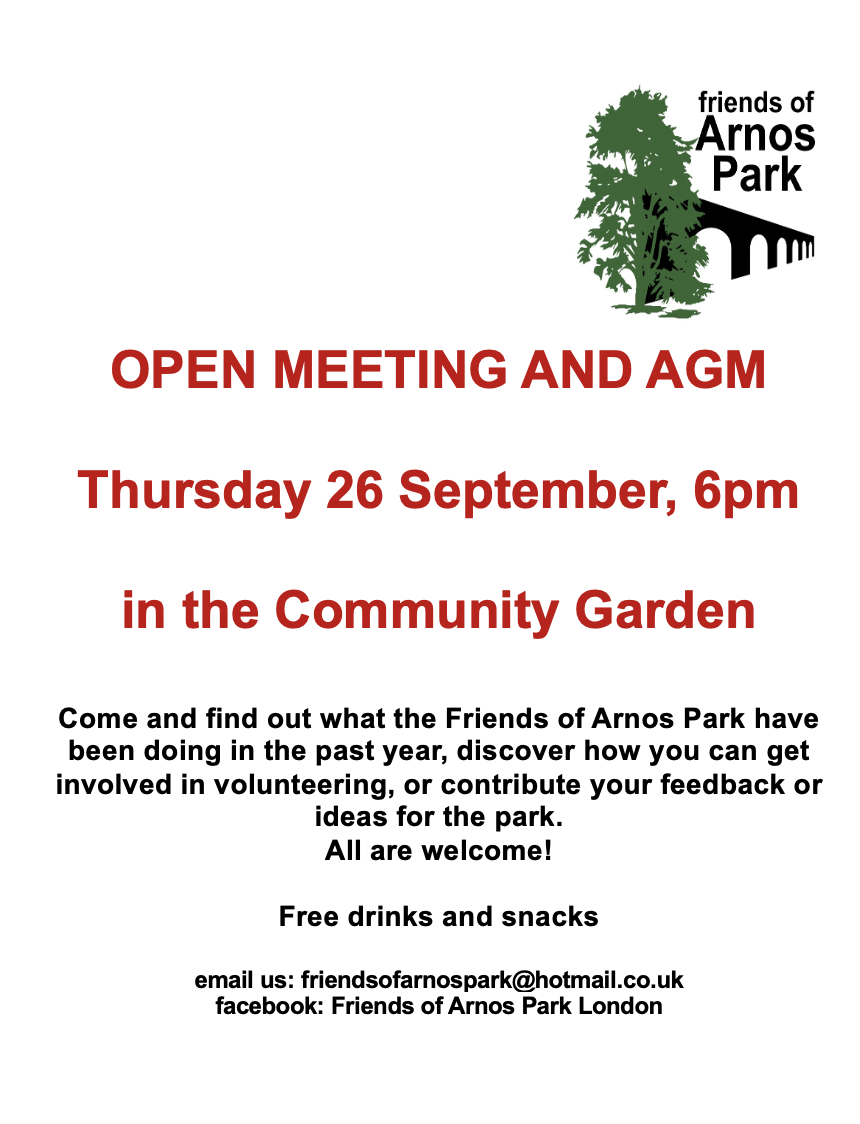 friends of
Arnos
Park
OPEN MEETING AND AGM
Thursday 26 September, 6pm
in the Community Garden
Come and find out what the Friends of Arnos Park have
been doing in the past year, discover how you can get
involved in volunteering, or contribute your feedback or
ideas for the park.
All are welcome!
Free drinks and snacks
email us: friendsofarnospark@hotmail.co.uk
facebook: Friends of Arnos Park London